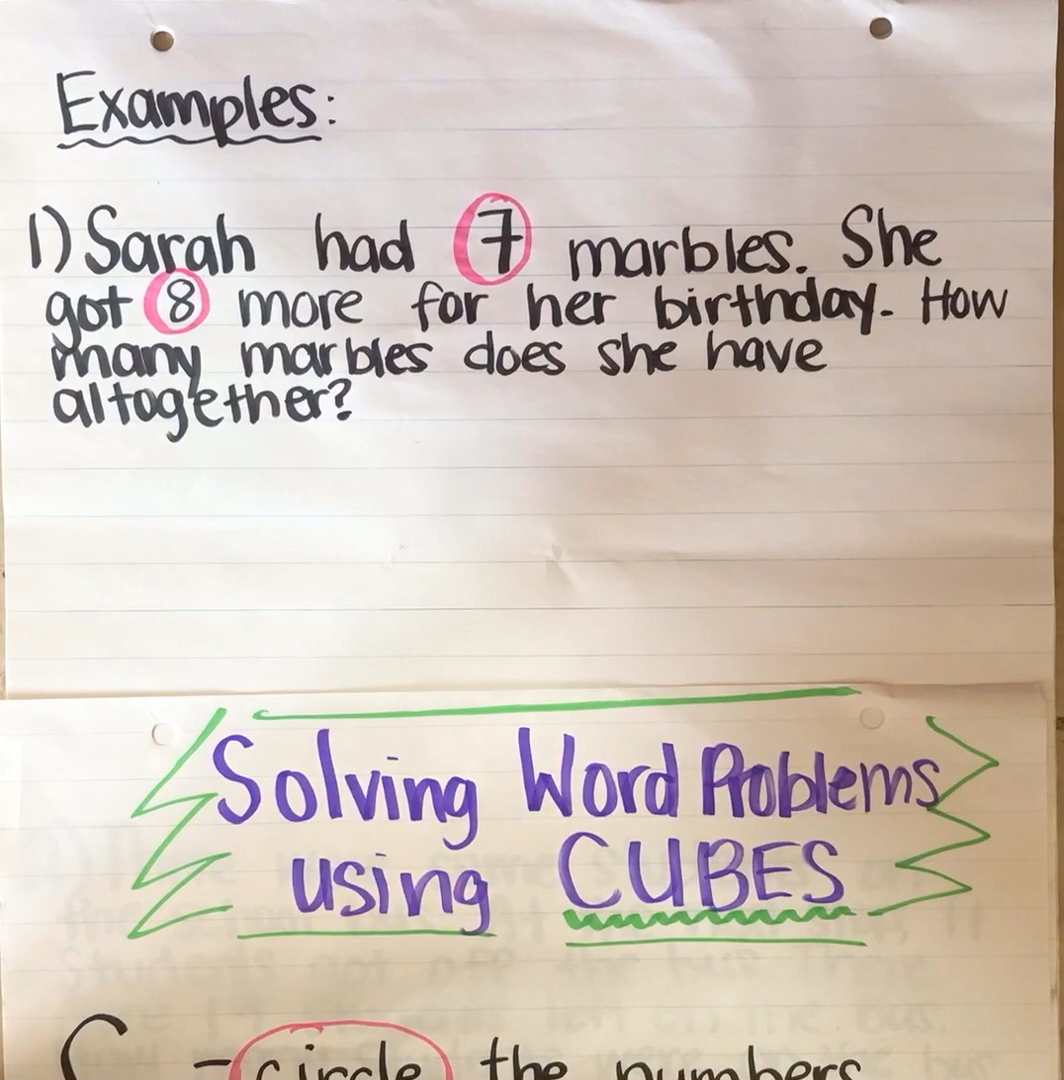 Examples:
1) Sarah had 7 marbles. She
got 8 more for her birthday. How
many marbles does she have
altogether?
Solving Word Problems
using CUBES
C - circle the numbers